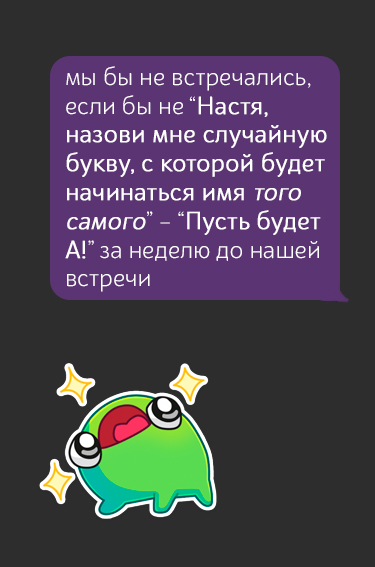 мы бы не встречались,
если бы не “Настя,
назови мне случайную
букву, с которой будет
начинаться имя того
самого” – “Пусть будет
А!” за неделю до нашей
встречи